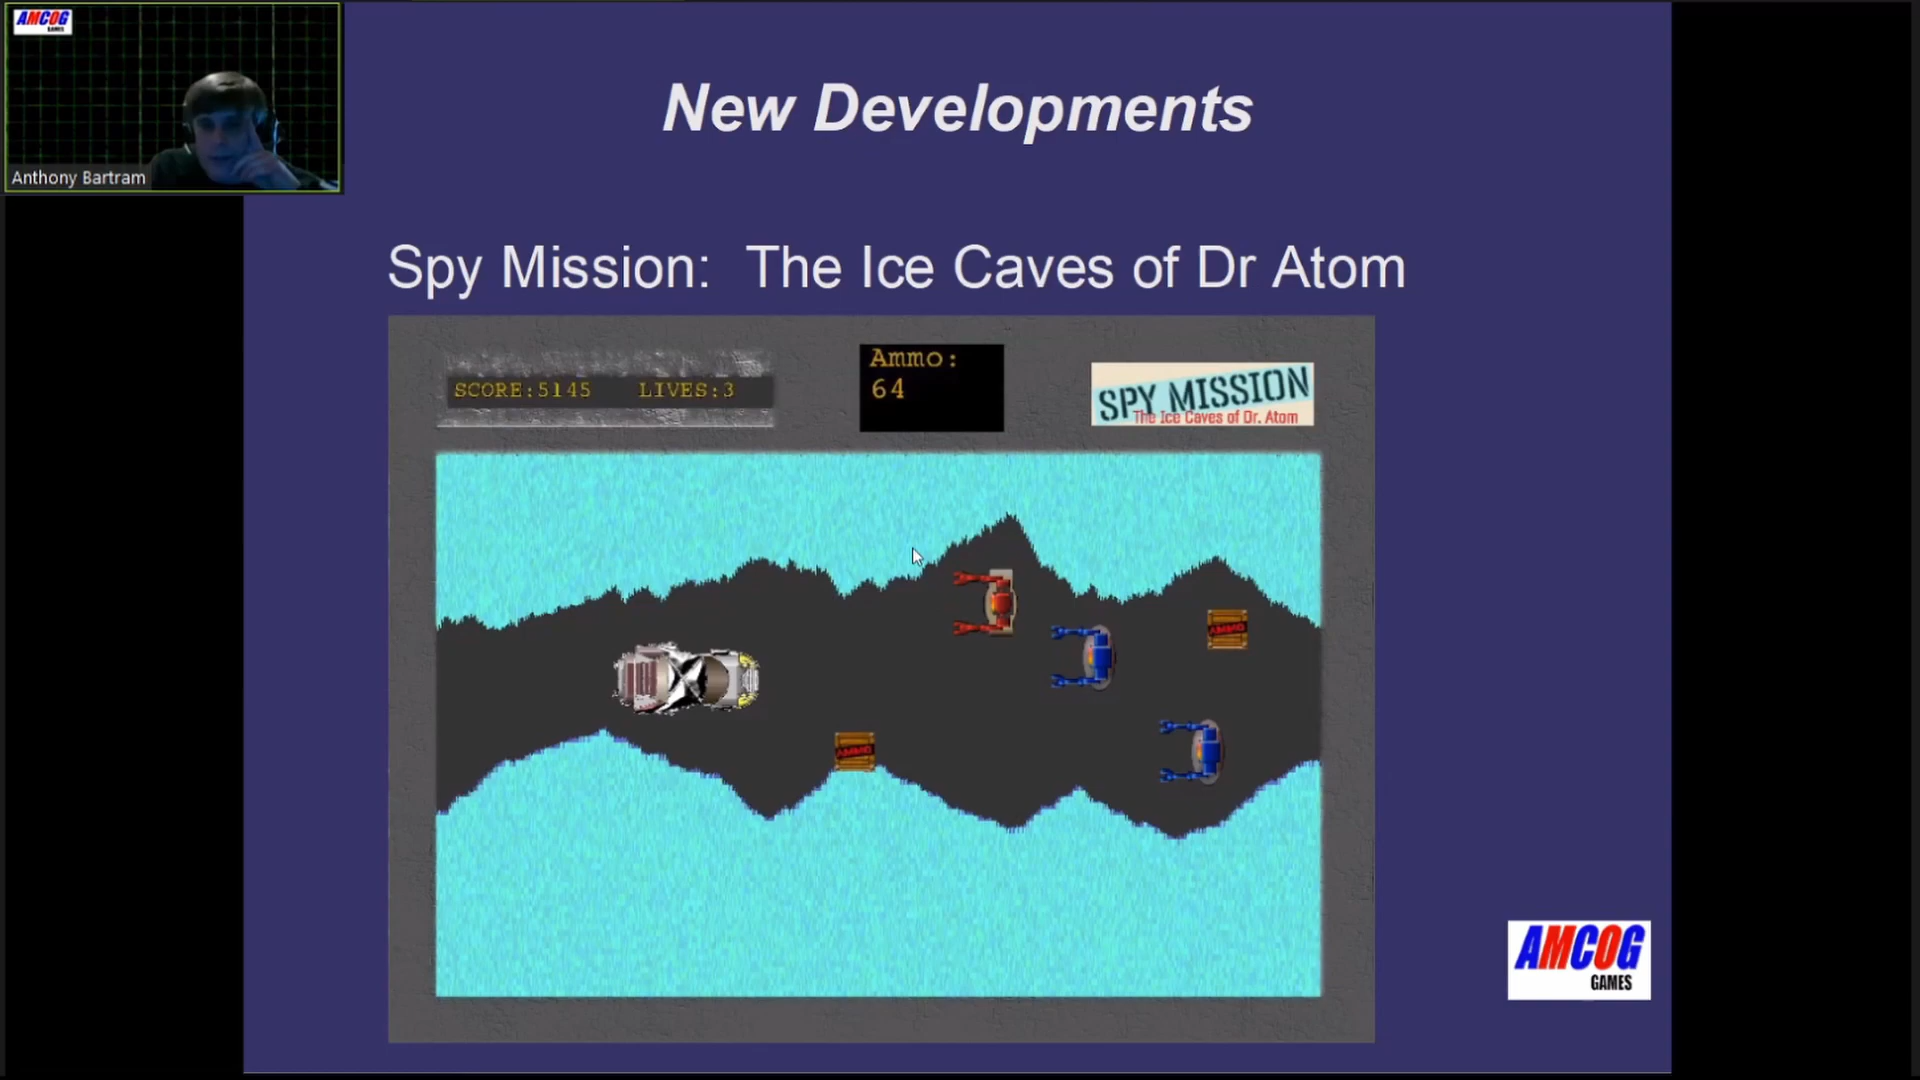 AMCOG
GAMES
Anthony Bartram
New Developments
Spy Mission: The Ice Caves of Dr Atom
SCORE:5145 LIVES:3
Ammo:
64
SPY MISSION
The Ice Caves of Dr. Atom
AMMO
AMMO
AMCOG
GAMES